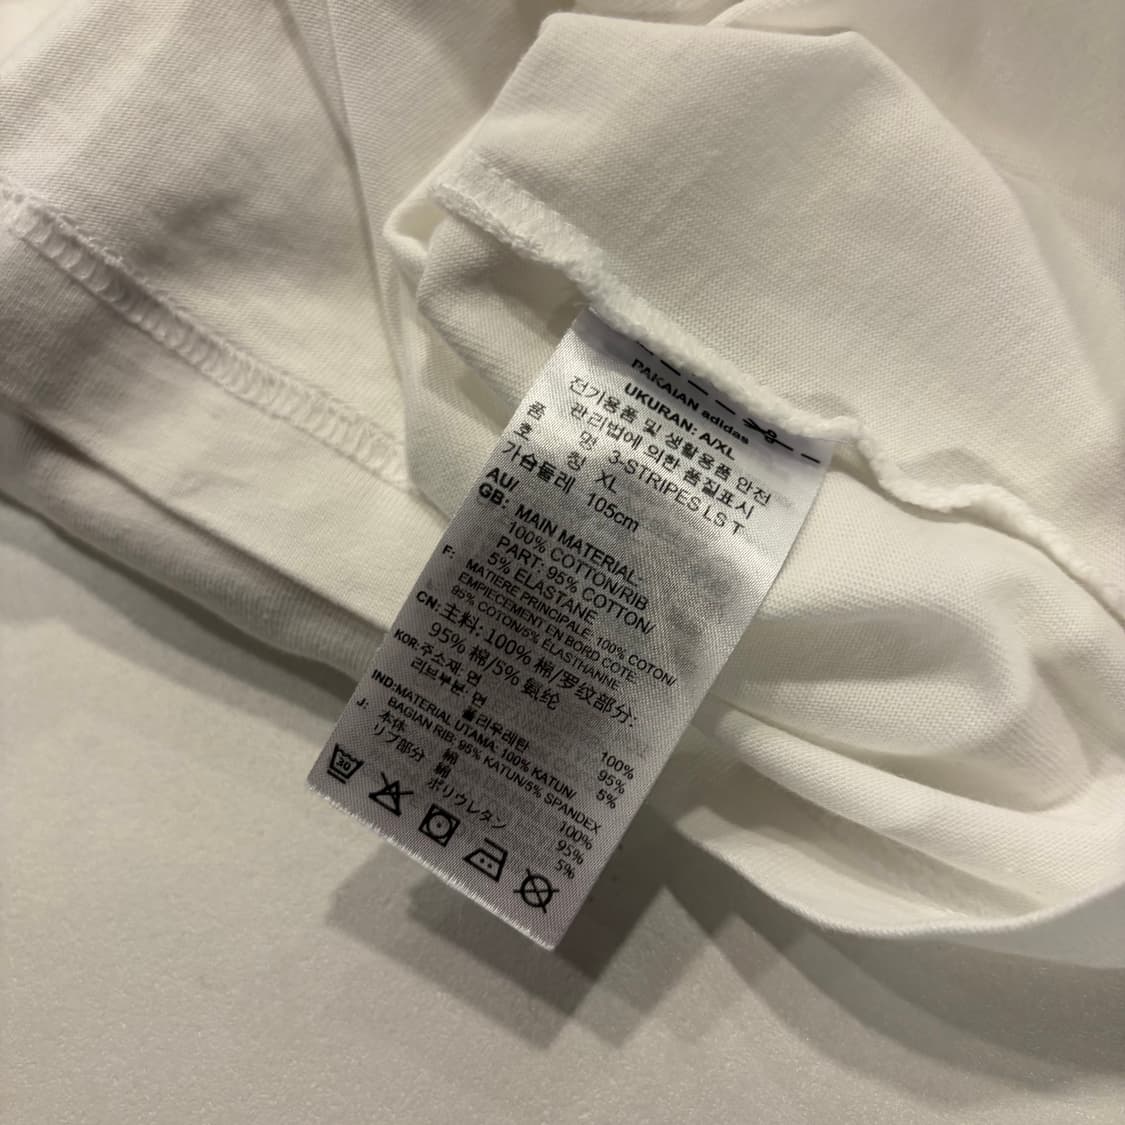 PAKAIAN adidas
UKURAN: A/XL
전기용품 및 생활용품 안전
관리법에 의한 품질표시
품 명 3-STRIPES LS T
호 칭 XL
가슴둘레 105cm
AU/
GB: MAIN MATERIAL-
100% COTTON/RIB
PART: 95% COTTON/
5% ELASTANE
F: MATIÈRE PRINCIPALE: 100% COTON/
EMPIECEMENT EN BORD CÔTE:
95% COTON/5% ÉLASTHANNE
CN: 主料: 100% 棉/罗纹部分:
95% 棉/5% 氨纶
KOR: 주소재: 면 100%
리브부분: 면 95%
폴리우레탄 5%
IND: MATERIAL UTAMA: 100% KATUN/
BAGIAN RIB: 95% KATUN/5% SPANDEX
J: 本体 綿 100%
リブ部分 綿 95%
ポリウレタン 5%
30